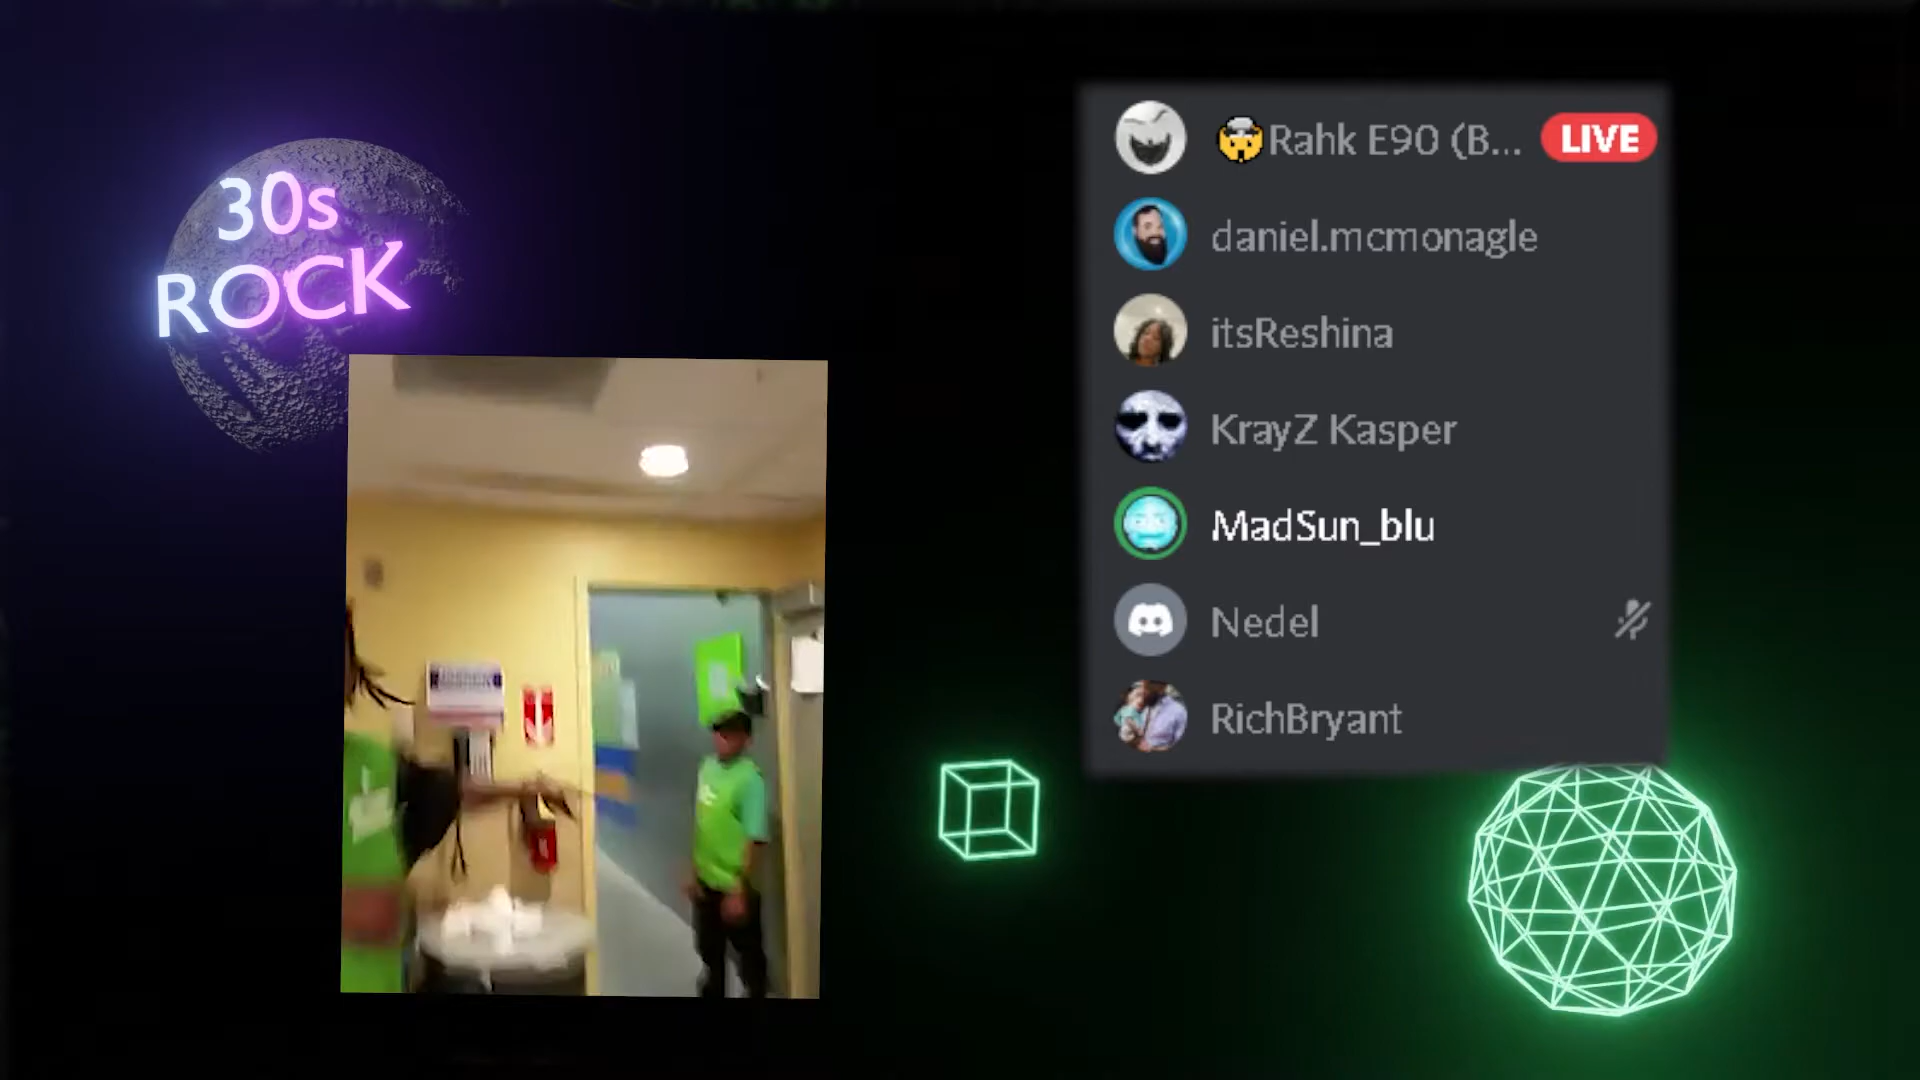 30s
ROCK
Rahk E90 (B...
LIVE
daniel.mcmonagle
itsReshina
KrayZ Kasper
MadSun_blu
Nedel
RichBryant